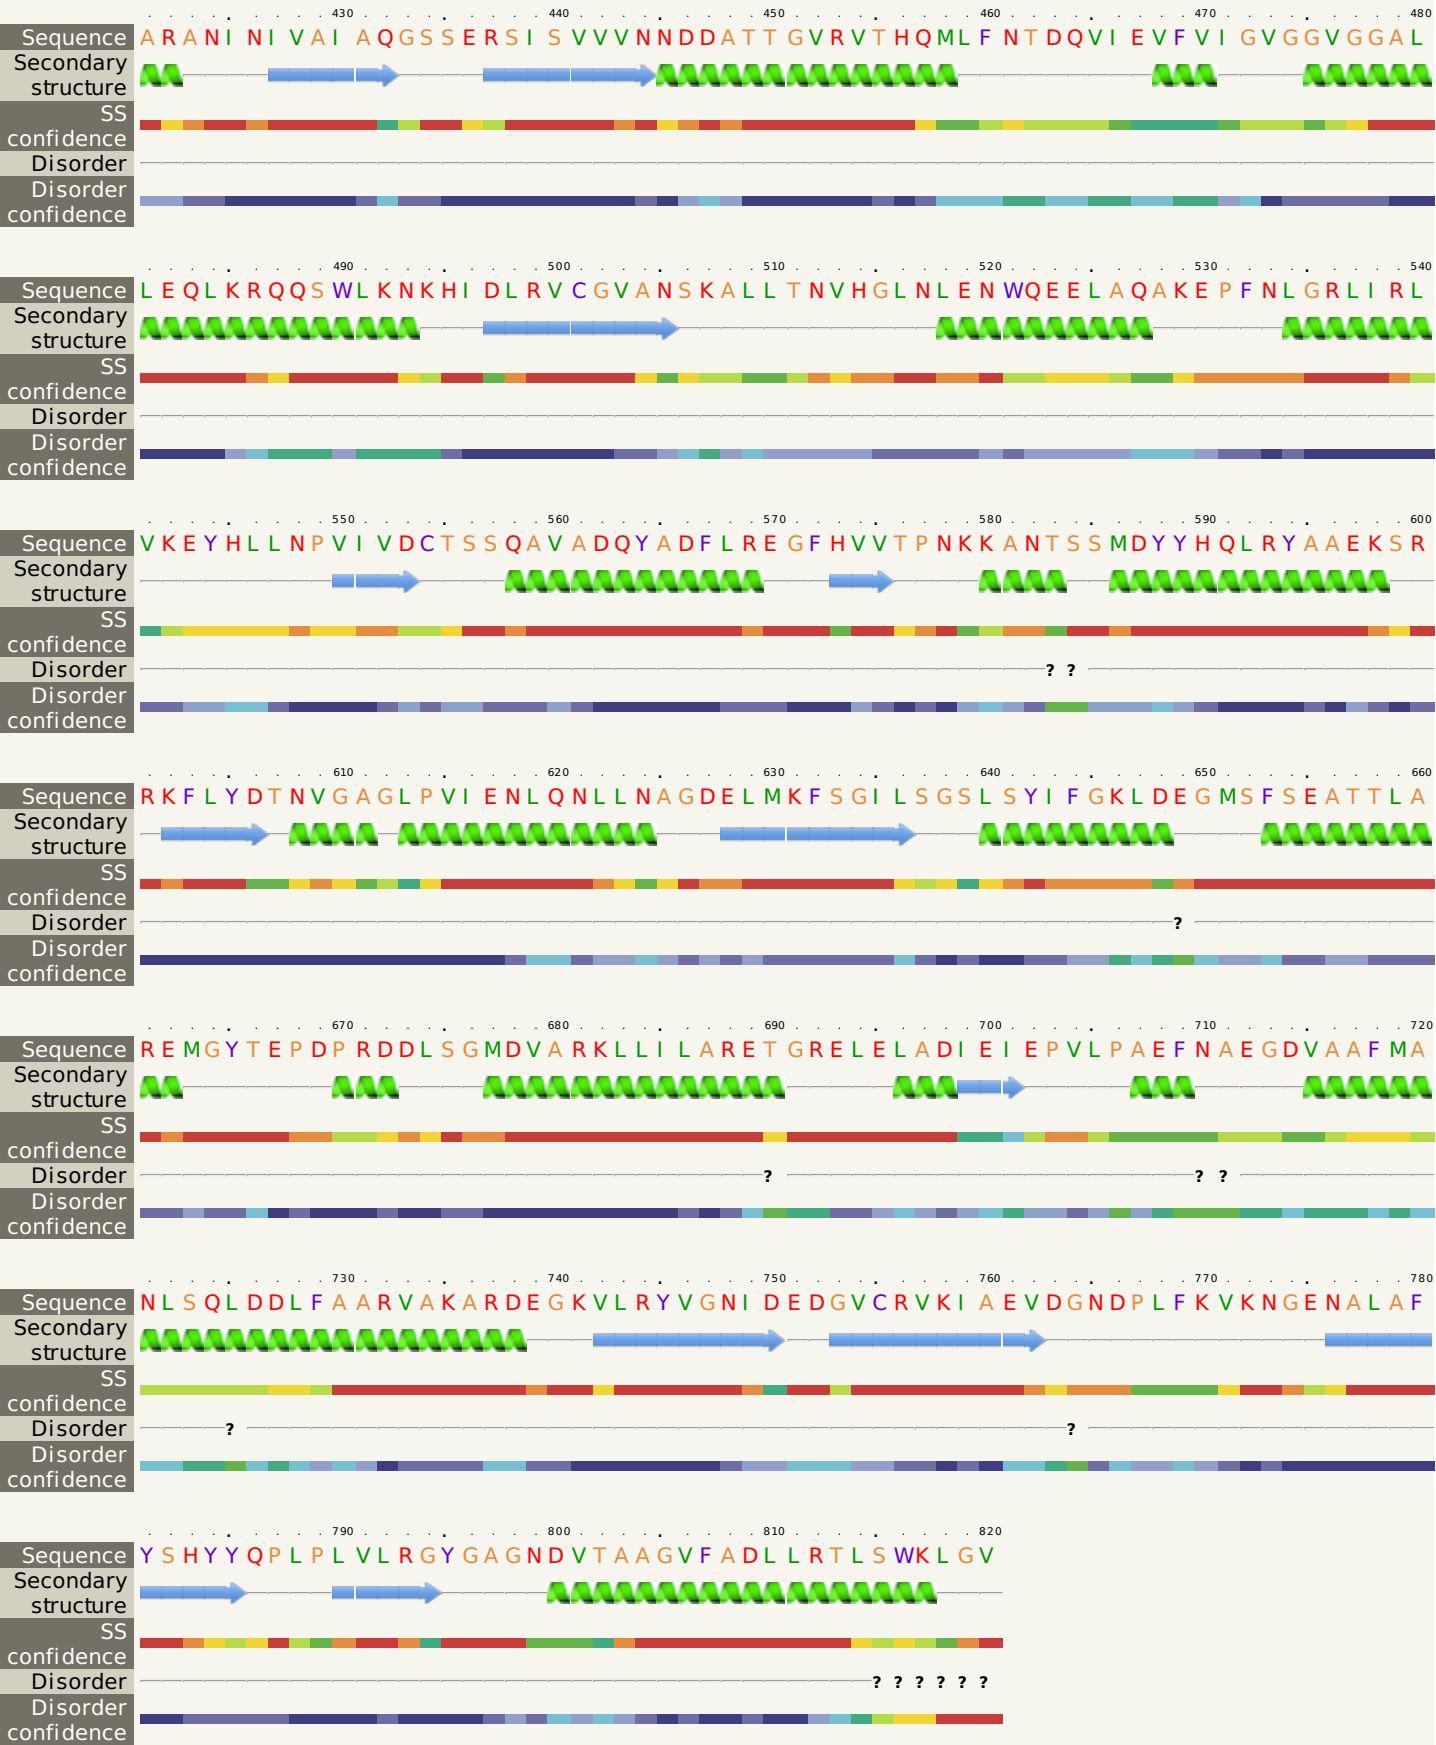 430 440 450 460 470 480
Sequence ARANINIVAIAQGSSERSISVVVNNDDATTGVRVTHQMLFNTDQVIEVFVIGVGGVGGAL
Secondary
structure
SS
confidence
Disorder
Disorder
confidence
490 500 510 520 530 540
Sequence LEQLKRQQSWLKNKHIDLRVCGVANSKALLTNVHGLNLENWQEELAQAKEPFNLGRLIRL
Secondary
structure
SS
confidence
Disorder
Disorder
confidence
550 560 570 580 590 600
Sequence VKEYHLLNPVIVDCTSSQAVADQYADFLREGFHVVTPNKKANTSSMDYYHQLRYAAEKSR
Secondary
structure
SS
confidence
Disorder ? ?
Disorder
confidence
610 620 630 640 650 660
Sequence RKFLYDTNVGAGLPVIENLQNLLNAGDELMKFSGILSGSLSYIFGKLDEGMSFSEATTLA
Secondary
structure
SS
confidence
Disorder ?
Disorder
confidence
670 680 690 700 710 720
Sequence REMGYTEPDPRDDLSGMDVARKLLILARETGRELELADIEIEPVLPAEFNAEGDVAAFMA
Secondary
structure
SS
confidence
Disorder ? ? ?
Disorder
confidence
730 740 750 760 770 780
Sequence NLSQLDDLFAARVAKARDEGKVLRYVGNIDEDGVCRVKIAEVDGNDPLFKVKNGENALAF
Secondary
structure
SS
confidence
Disorder ? ?
Disorder
confidence
790 800 810 820
Sequence YSHYYQPLPLVLRGYGAGNDVTAAGVFADLLRTLSWKLGV
Secondary
structure
SS
confidence
Disorder ? ? ? ? ? ?
Disorder
confidence